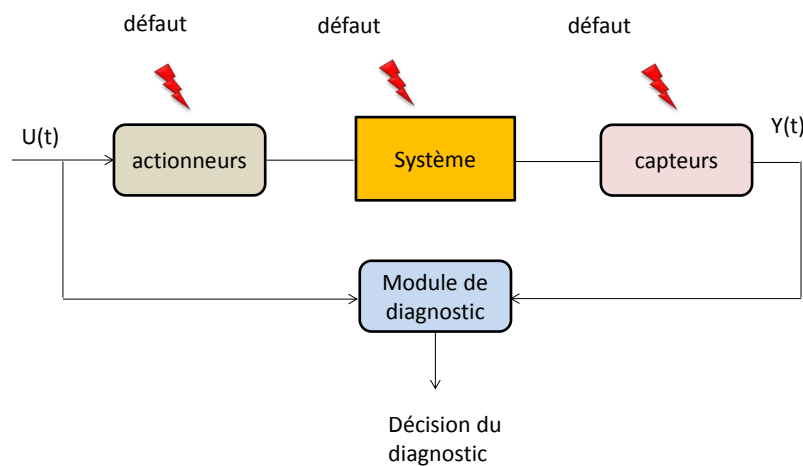 défaut
défaut
défaut
U(t)
Y(t)
actionneurs
Système
capteurs
Module de
diagnostic
Décision du
diagnostic